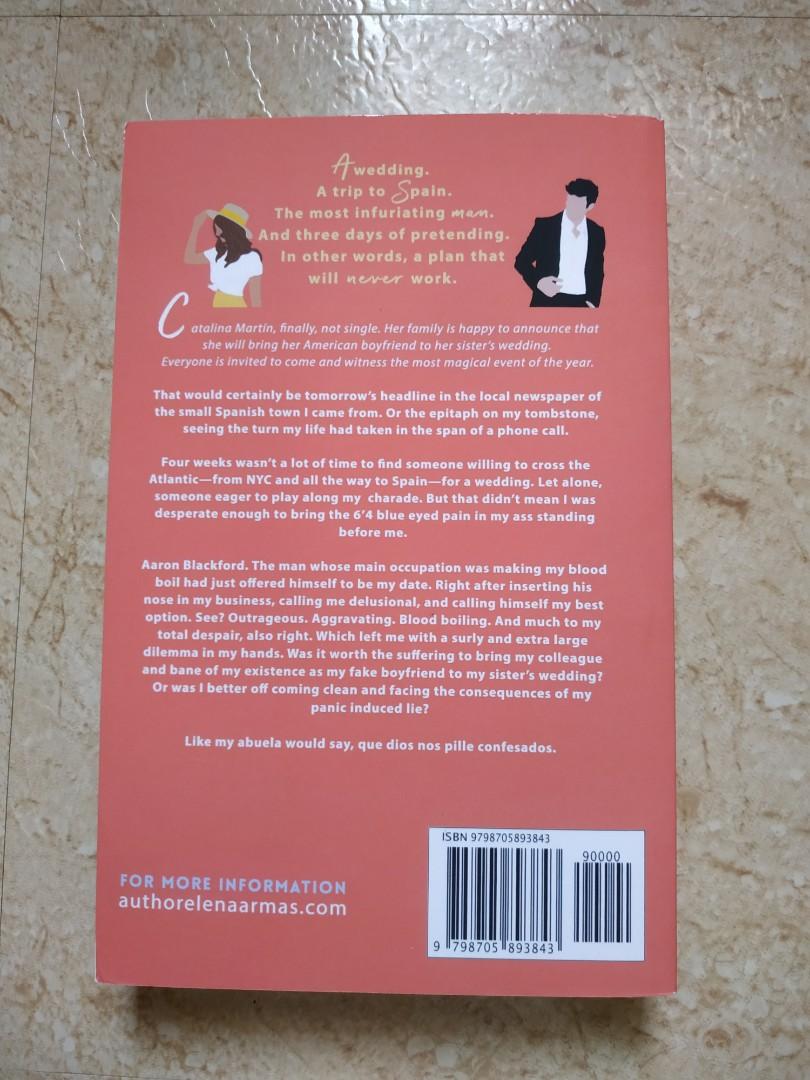 A wedding.
A trip to Spain.
The most infuriating man.
And three days of pretending.
In other words, a plan that
will never work.
Catalina Martín, finally, not single. Her family is happy to announce that
she will bring her American boyfriend to her sister's wedding.
Everyone is invited to come and witness the most magical event of the year.
That would certainly be tomorrow's headline in the local newspaper of
the small Spanish town I came from. Or the epitaph on my tombstone,
seeing the turn my life had taken in the span of a phone call.
Four weeks wasn't a lot of time to find someone willing to cross the
Atlantic—from NYC and all the way to Spain—for a wedding. Let alone,
someone eager to play along my charade. But that didn't mean I was
desperate enough to bring the 6'4 blue eyed pain in my ass standing
before me.
Aaron Blackford. The man whose main occupation was making my blood
boil had just offered himself to be my date. Right after inserting his
nose in my business, calling me delusional, and calling himself my best
option. See? Outrageous. Aggravating. Blood boiling. And much to my
total despair, also right. Which left me with a surly and extra large
dilemma in my hands. Was it worth the suffering to bring my colleague
and bane of my existence as my fake boyfriend to my sister's wedding?
Or was I better off coming clean and facing the consequences of my
panic induced lie?
Like my abuela would say, que dios nos pille confesados.
FOR MORE INFORMATION
authorelenaarmas.com
ISBN 9798705893843
90000
9 798705 893843